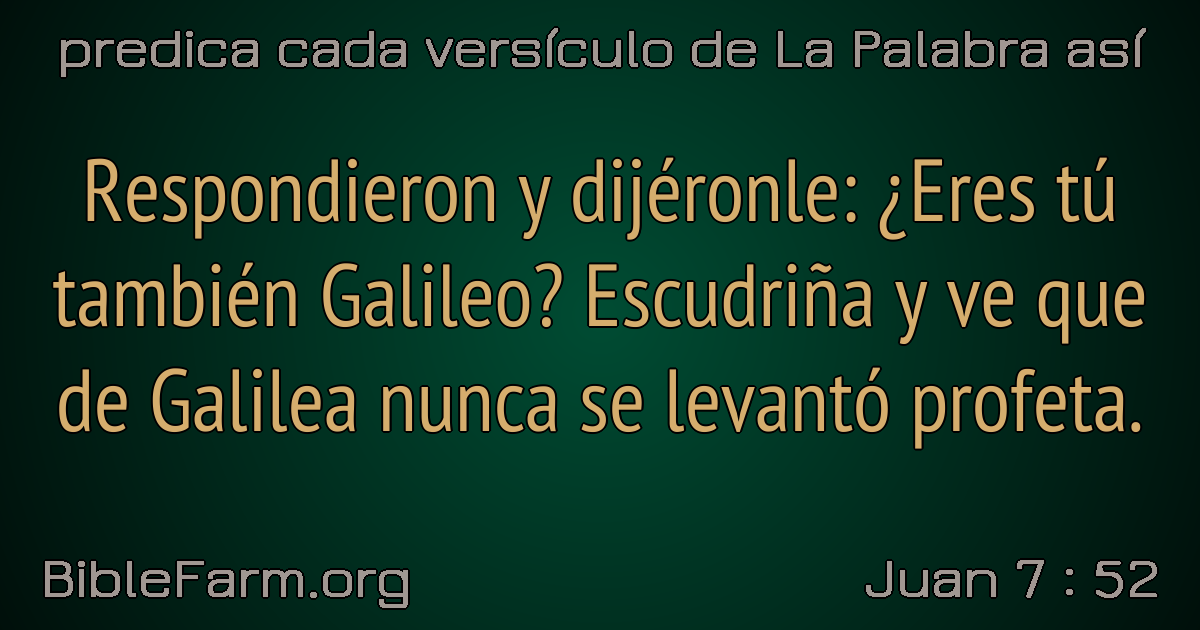 predica cada versículo de La Palabra así
Respondieron y dijéronle: ¿Eres tú
también Galileo? Escudriña y ve que
de Galilea nunca se levantó profeta.
BibleFarm.org
Juan 7 : 52